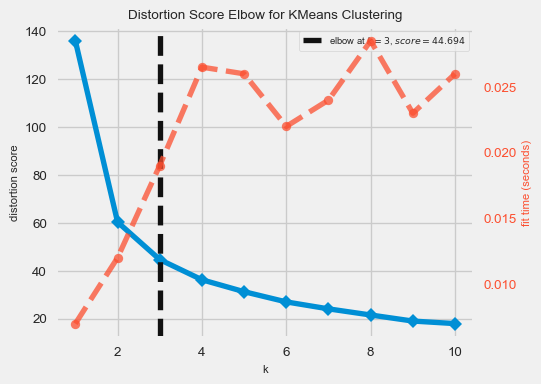 Distortion Score Elbow for KMeans Clustering
elbow at k = 3, score = 44.694
140
120
100
80
60
40
20
distortion score
0.025
0.020
0.015
0.010
fit time (seconds)
2 4 6 8 10
k